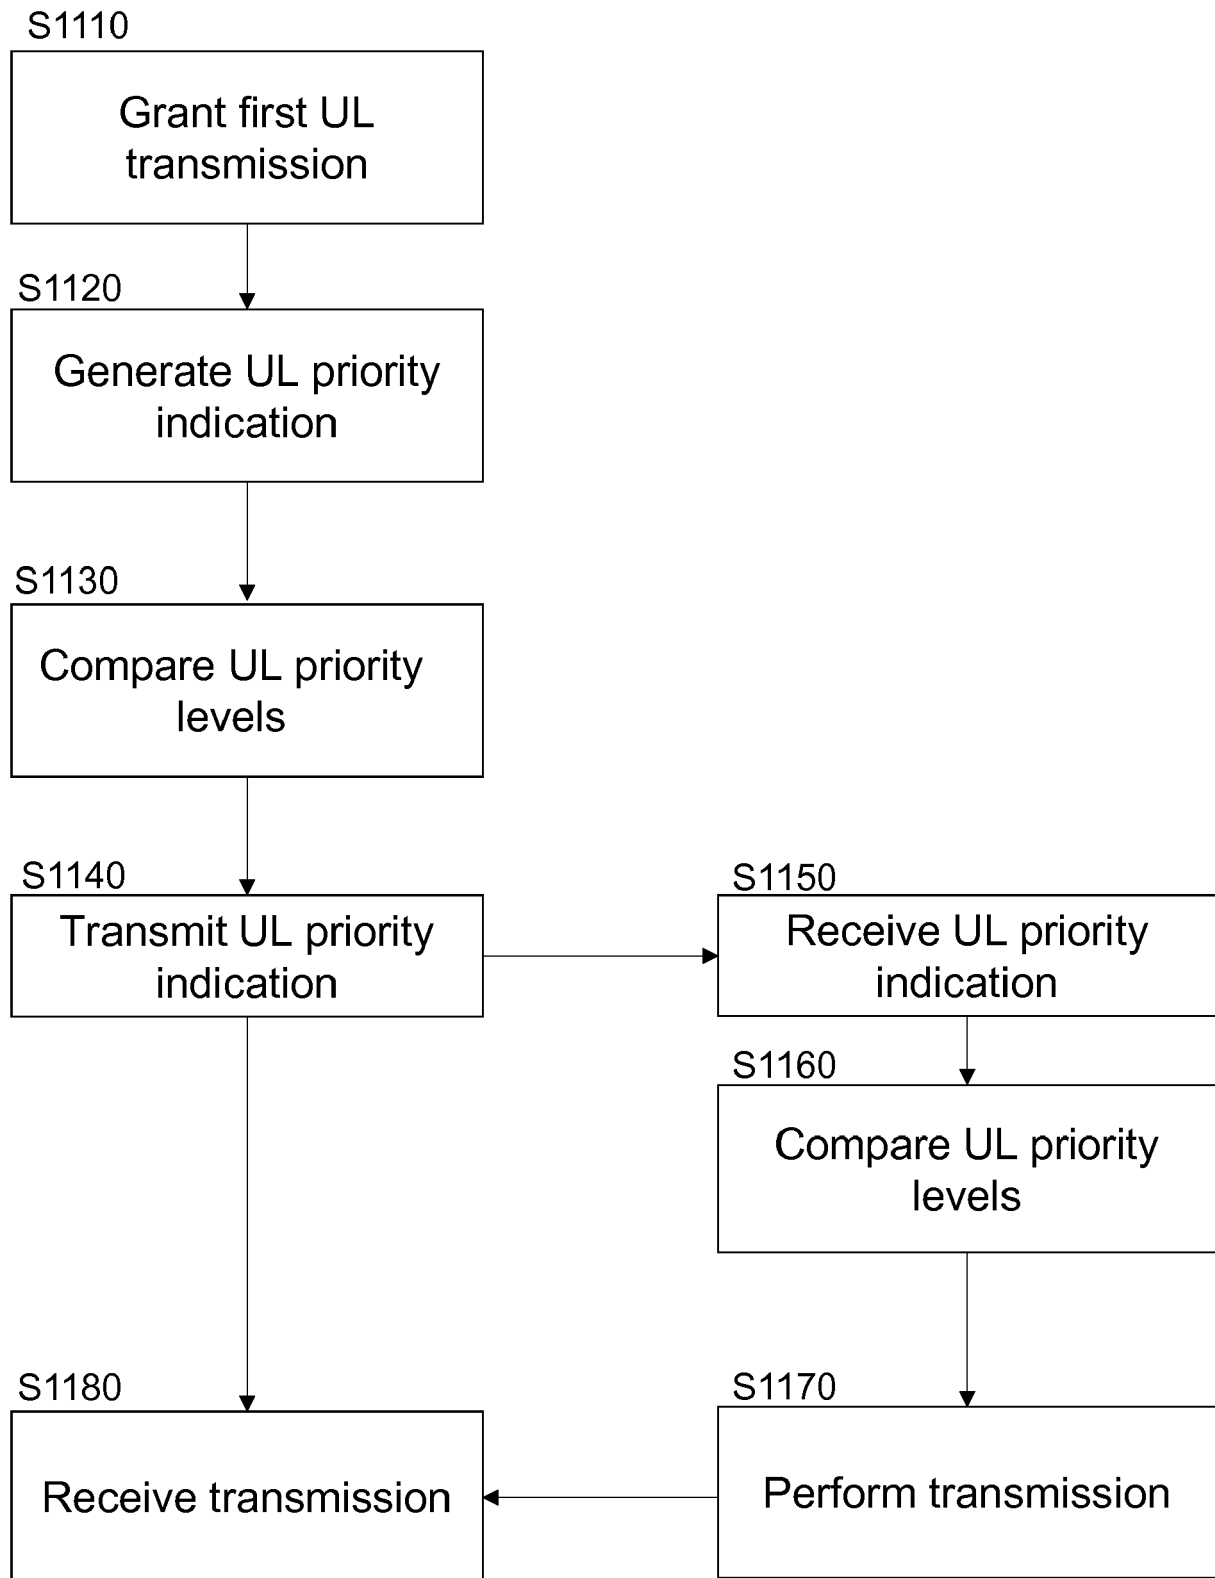 S1110
Grant first UL
transmission
S1120
Generate UL priority
indication
S1130
Compare UL priority
levels
S1140
Transmit UL priority
indication
S1150
Receive UL priority
indication
S1160
Compare UL priority
levels
S1180
Receive transmission
S1170
Perform transmission